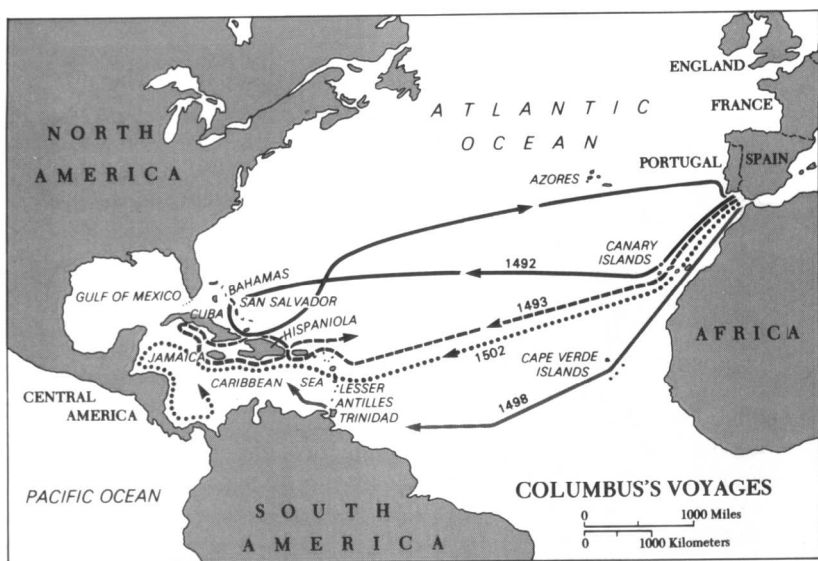 ENGLAND
ATLANTIC
OCEAN
FRANCE
NORTH
AMERICA
PORTUGAL
SPAIN
AZORES
CANARY
ISLANDS
1492
BAHAMAS
GULF OF MEXICO
SAN SALVADOR
CUBA
1493
HISPANIOLA
AFRICA
1502
JAMAICA
CAPE VERDE
ISLANDS
CARIBBEAN SEA
LESSER
ANTILLES
TRINIDAD
CENTRAL
AMERICA
1498
PACIFIC OCEAN
SOUTH
AMERICA
COLUMBUS'S VOYAGES
0 1000 Miles
0 1000 Kilometers